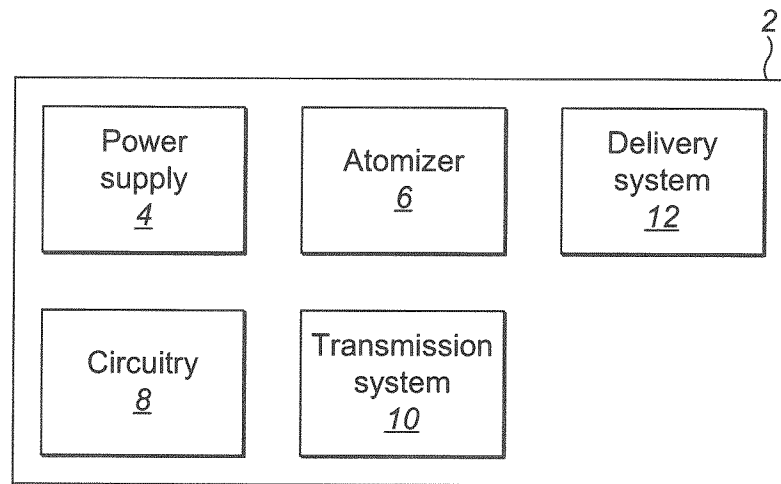 2
Power
supply
4
Atomizer
6
Delivery
system
12
Circuitry
8
Transmission
system
10